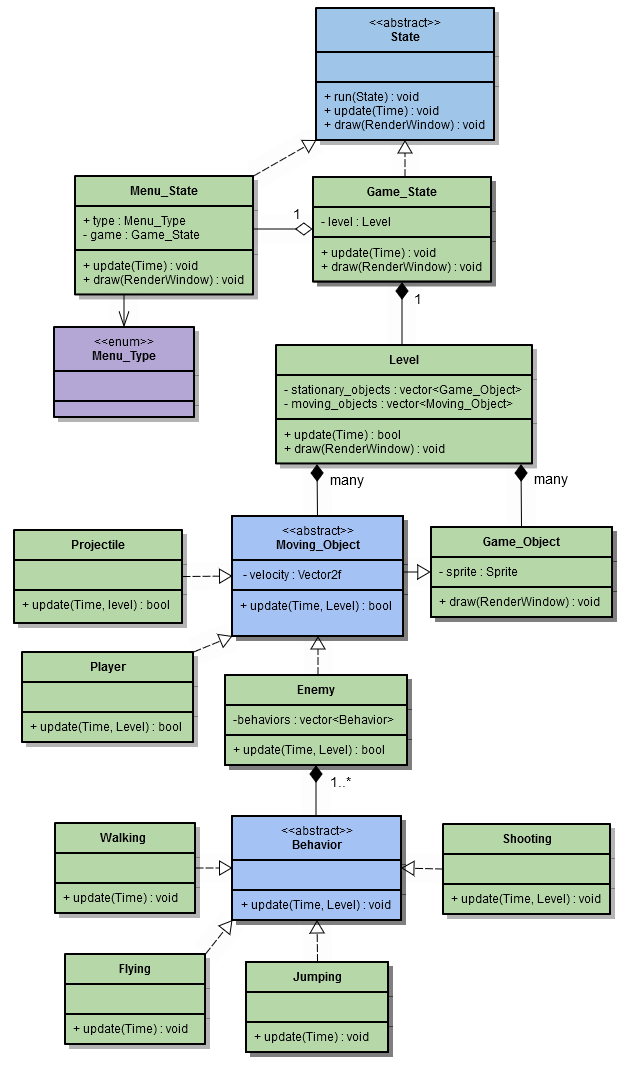 <<abstract>>
State
+ run(State) : void
+ update(Time) : void
+ draw(RenderWindow) : void
Menu_State
+ type : Menu_Type
- game : Game_State
+ update(Time) : void
+ draw(RenderWindow) : void
1
Game_State
- level : Level
+ update(Time) : void
+ draw(RenderWindow) : void
1
<<enum>>
Menu_Type
Level
- stationary_objects : vector<Game_Object>
- moving_objects : vector<Moving_Object>
+ update(Time) : bool
+ draw(RenderWindow) : void
many
many
Projectile
+ update(Time, level) : bool
<<abstract>>
Moving_Object
- velocity : Vector2f
+ update(Time, Level) : bool
Game_Object
- sprite : Sprite
+ draw(RenderWindow) : void
Player
+ update(Time, Level) : bool
Enemy
-behaviors : vector<Behavior>
+ update(Time, Level) : bool
1..*
Walking
+ update(Time) : void
<<abstract>>
Behavior
+ update(Time, Level) : void
Shooting
+ update(Time, Level) : void
Flying
+ update(Time) : void
Jumping
+ update(Time) : void